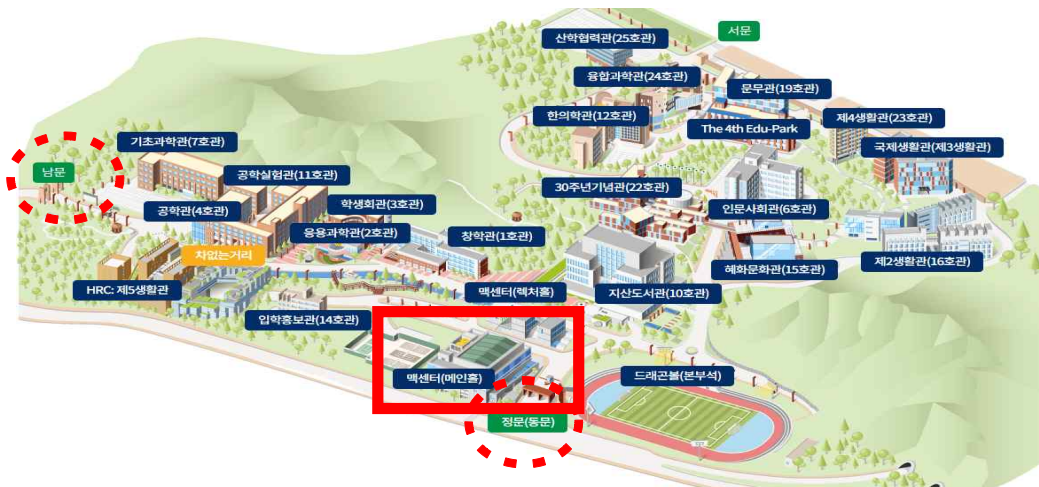 서문
산학협력관(25호관)
융합과학관(24호관)
문무관(19호관)
한의학관(12호관)
The 4th Edu-Park
제4생활관(23호관)
국제생활관(제3생활관)
기초과학관(7호관)
남문
공학실험관(11호관)
30주년기념관(22호관)
학생회관(3호관)
공학관(4호관)
인문사회관(6호관)
응용과학관(2호관)
창학관(1호관)
차없는거리
혜화문화관(15호관)
제2생활관(16호관)
HRC: 제5생활관
맥센터(렉처홀)
지산도서관(10호관)
입학홍보관(14호관)
맥센터(메인홀)
드래곤볼(본부석)
정문(동문)